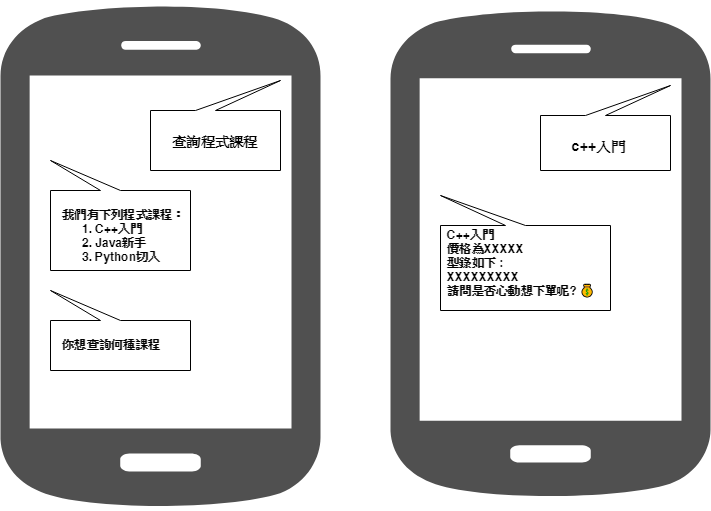 查詢程式課程
我們有下列程式課程：
1. C++入門
2. Java新手
3. Python切入
你想查詢何種課程
c++入門
C++入門
價格為XXXXX
型錄如下：
XXXXXXXXX
請問是否心動想下單呢? 💰